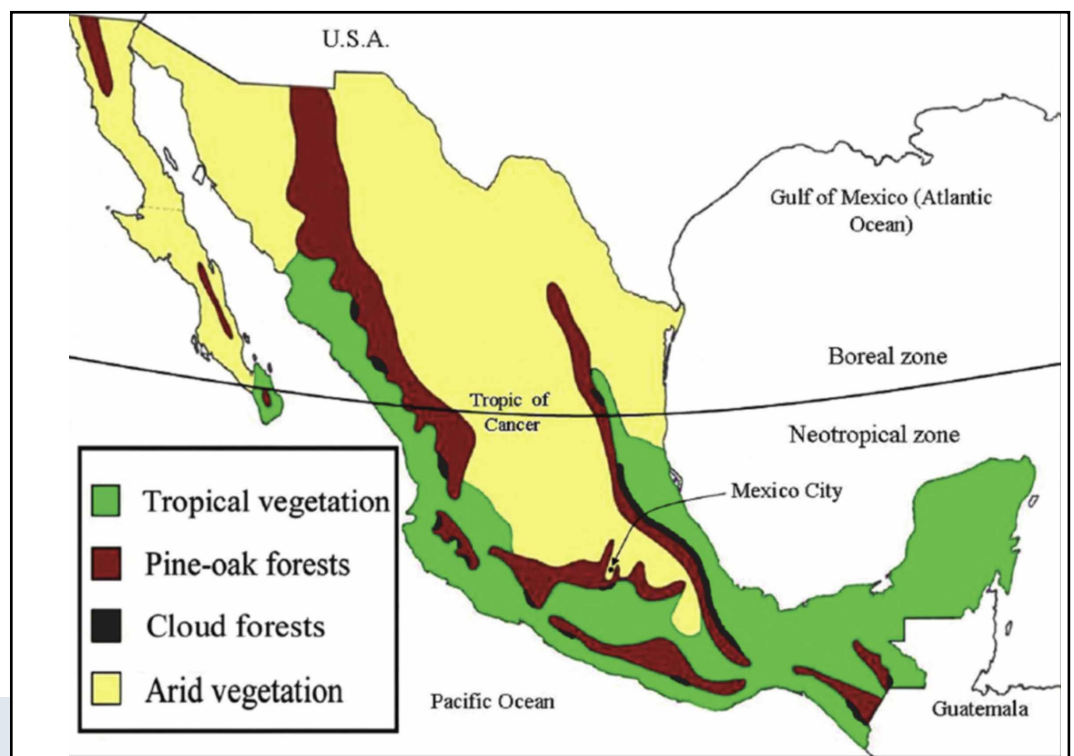 U.S.A.
Gulf of Mexico (Atlantic
Ocean)
Boreal zone
Tropic of
Cancer
Neotropical zone
Mexico City
Tropical vegetation
Pine-oak forests
Cloud forests
Arid vegetation
Pacific Ocean
Guatemala